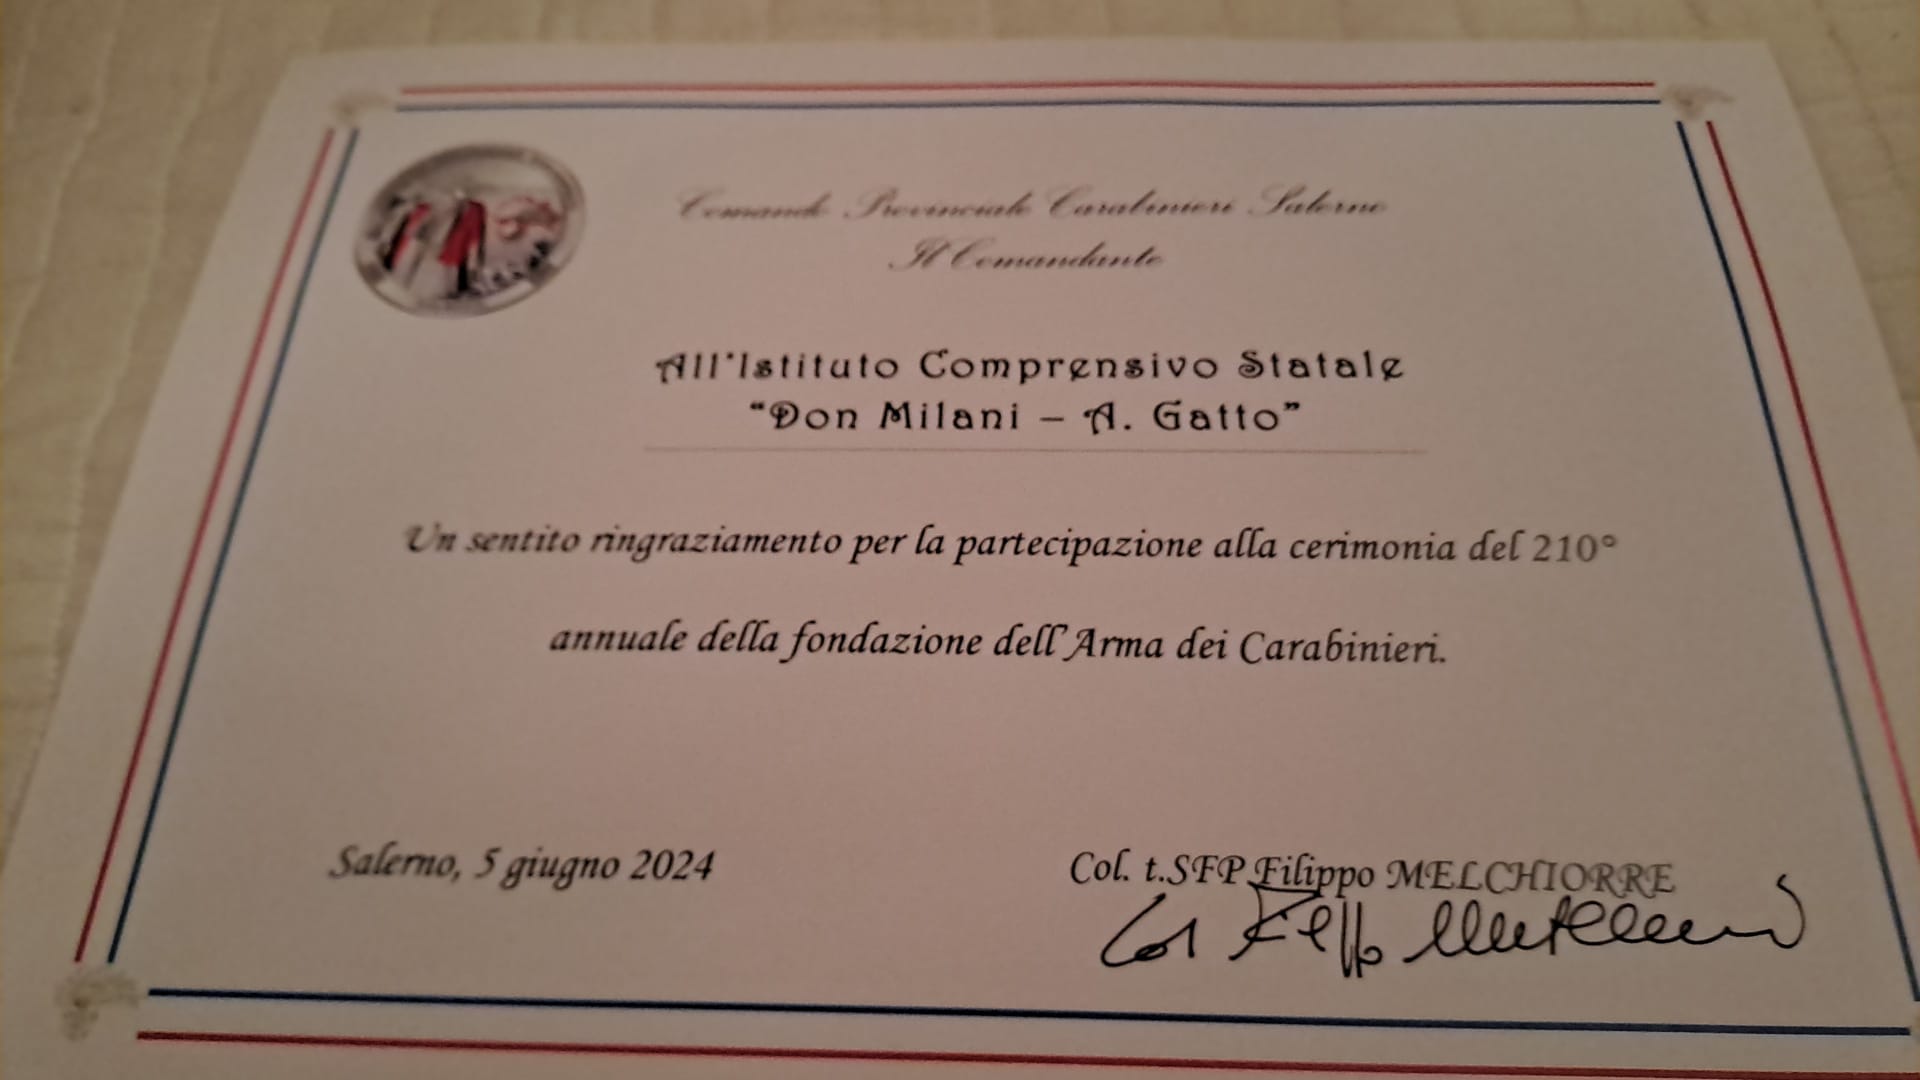 Comando Provinciale Carabinieri Salerno
Il Comandante
All'Istituto Comprensivo Statale
“Don Milani – A. Gatto”
Un sentito ringraziamento per la partecipazione alla cerimonia del 210°
annuale della fondazione dell'Arma dei Carabinieri.
Salerno, 5 giugno 2024
Col. t.SFP Filippo MELCHIORRE